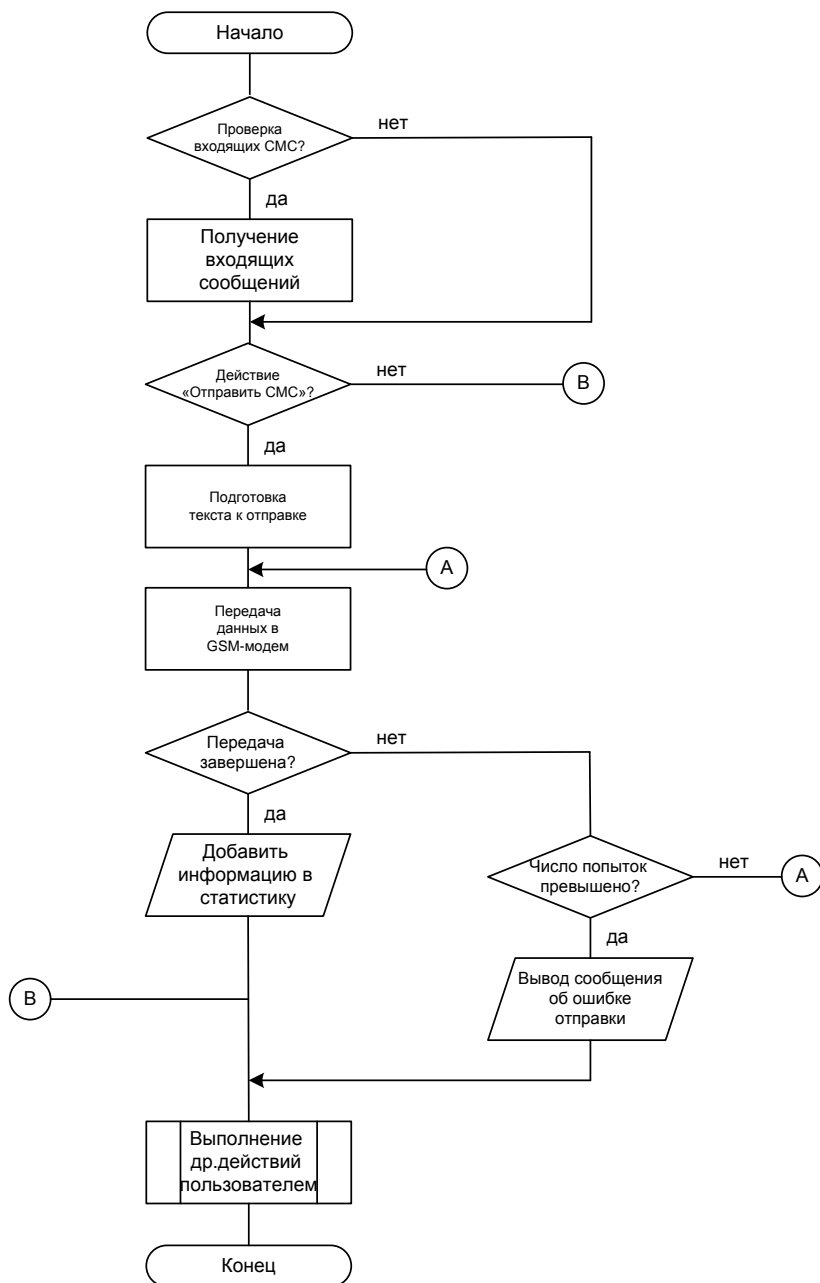 Начало
Проверка
входящих СМС?
нет
да
Получение
входящих
сообщений
Действие
«Отправить СМС»?
нет
В
да
Подготовка
текста к отправке
А
Передача
данных в
GSM-модем
Передача
завершена?
нет
да
Добавить
информацию в
статистику
Число попыток
превышено?
нет
А
да
Вывод сообщения
об ошибке
отправки
В
Выполнение
др.действий
пользователем
Конец